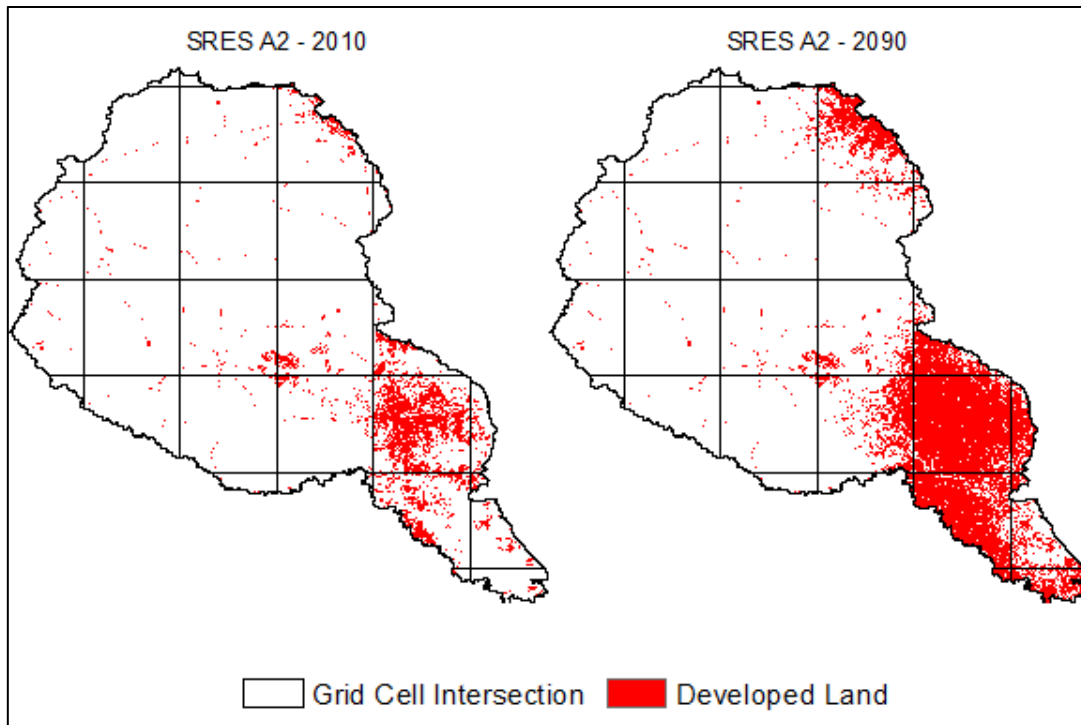 SRES A2 - 2010
SRES A2 - 2090
Grid Cell Intersection
Developed Land